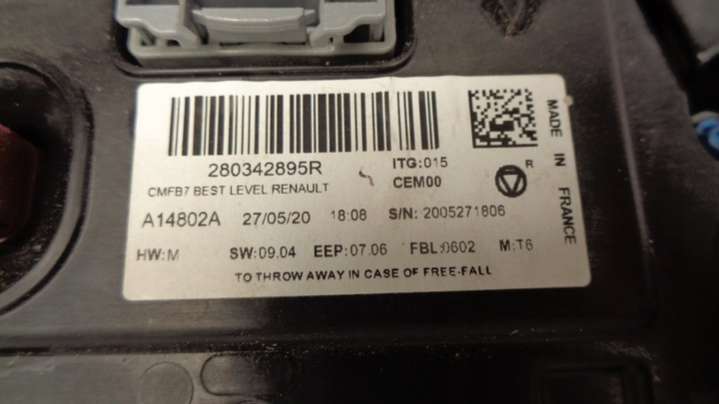 280342895R
ITG:015
CMFB7 BEST LEVEL RENAULT
CEM00
R
A14802A 27/05/20 18:08 S/N: 2005271806
HW:M SW:09.04 EEP:07.06 FBL:0602 M:T6
TO THROW AWAY IN CASE OF FREE-FALL
MADE IN FRANCE